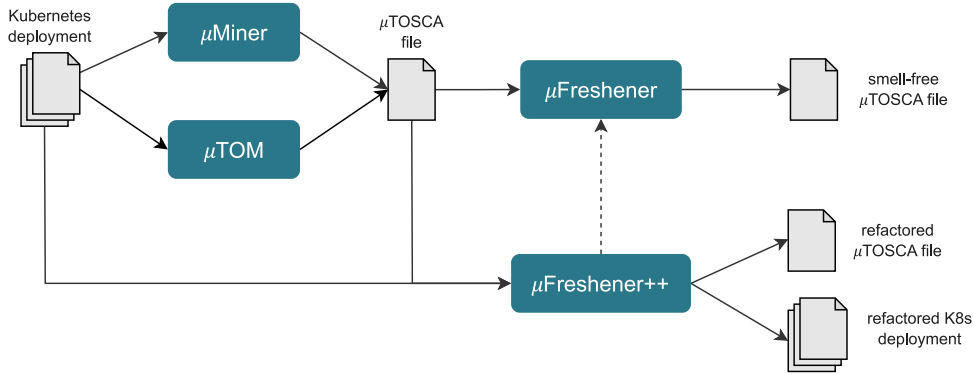 Kubernetes
deployment
μMiner
μTOSCA
file
μFreshener
smell-free
μTOSCA file
μTOM
refactored
μTOSCA file
μFreshener++
refactored K8s
deployment